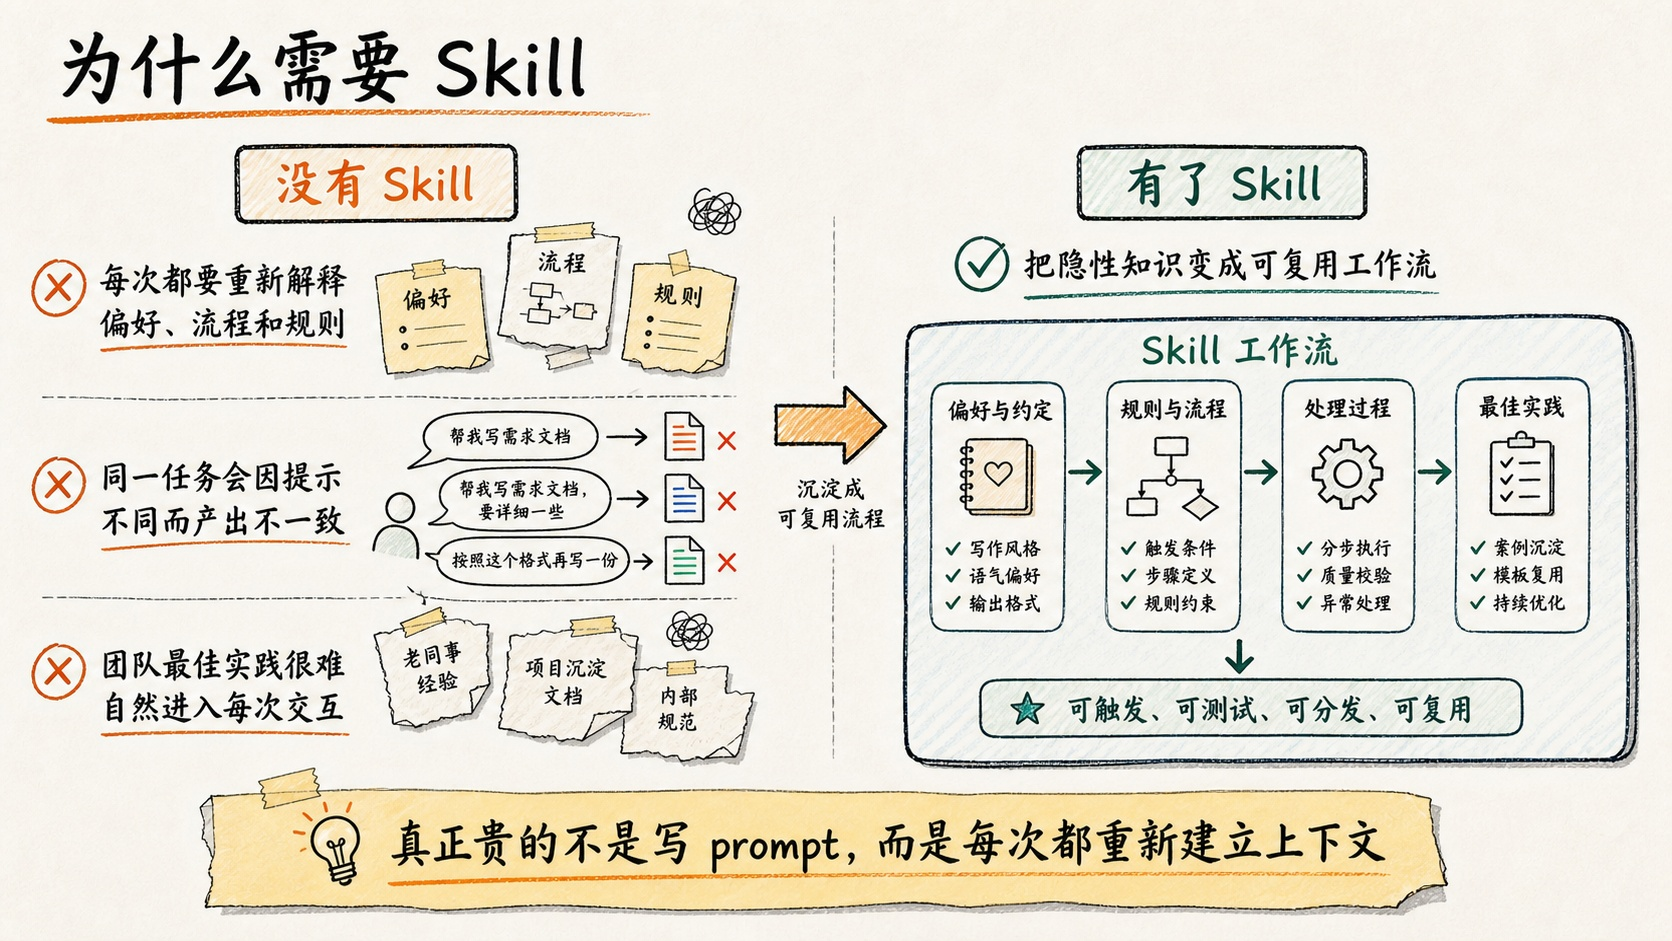 为什么需要 Skill
没有 Skill
每次都要重新解释
偏好、流程和规则
偏好
流程
规则
同一任务会因提示
不同而产出不一致
帮我写需求文档
帮我写需求文档，
要详细一些
按照这个格式再写一份
团队最佳实践很难
自然进入每次交互
老同事
经验
项目沉淀
文档
内部
规范
沉淀成
可复用流程
有了 Skill
把隐性知识变成可复用工作流
Skill 工作流
偏好与约定
写作风格
语气偏好
输出格式
规则与流程
触发条件
步骤定义
规则约束
处理过程
分步执行
质量校验
异常处理
最佳实践
案例沉淀
模板复用
持续优化
可触发、可测试、可分发、可复用
真正贵的不是写 prompt，而是每次都重新建立上下文